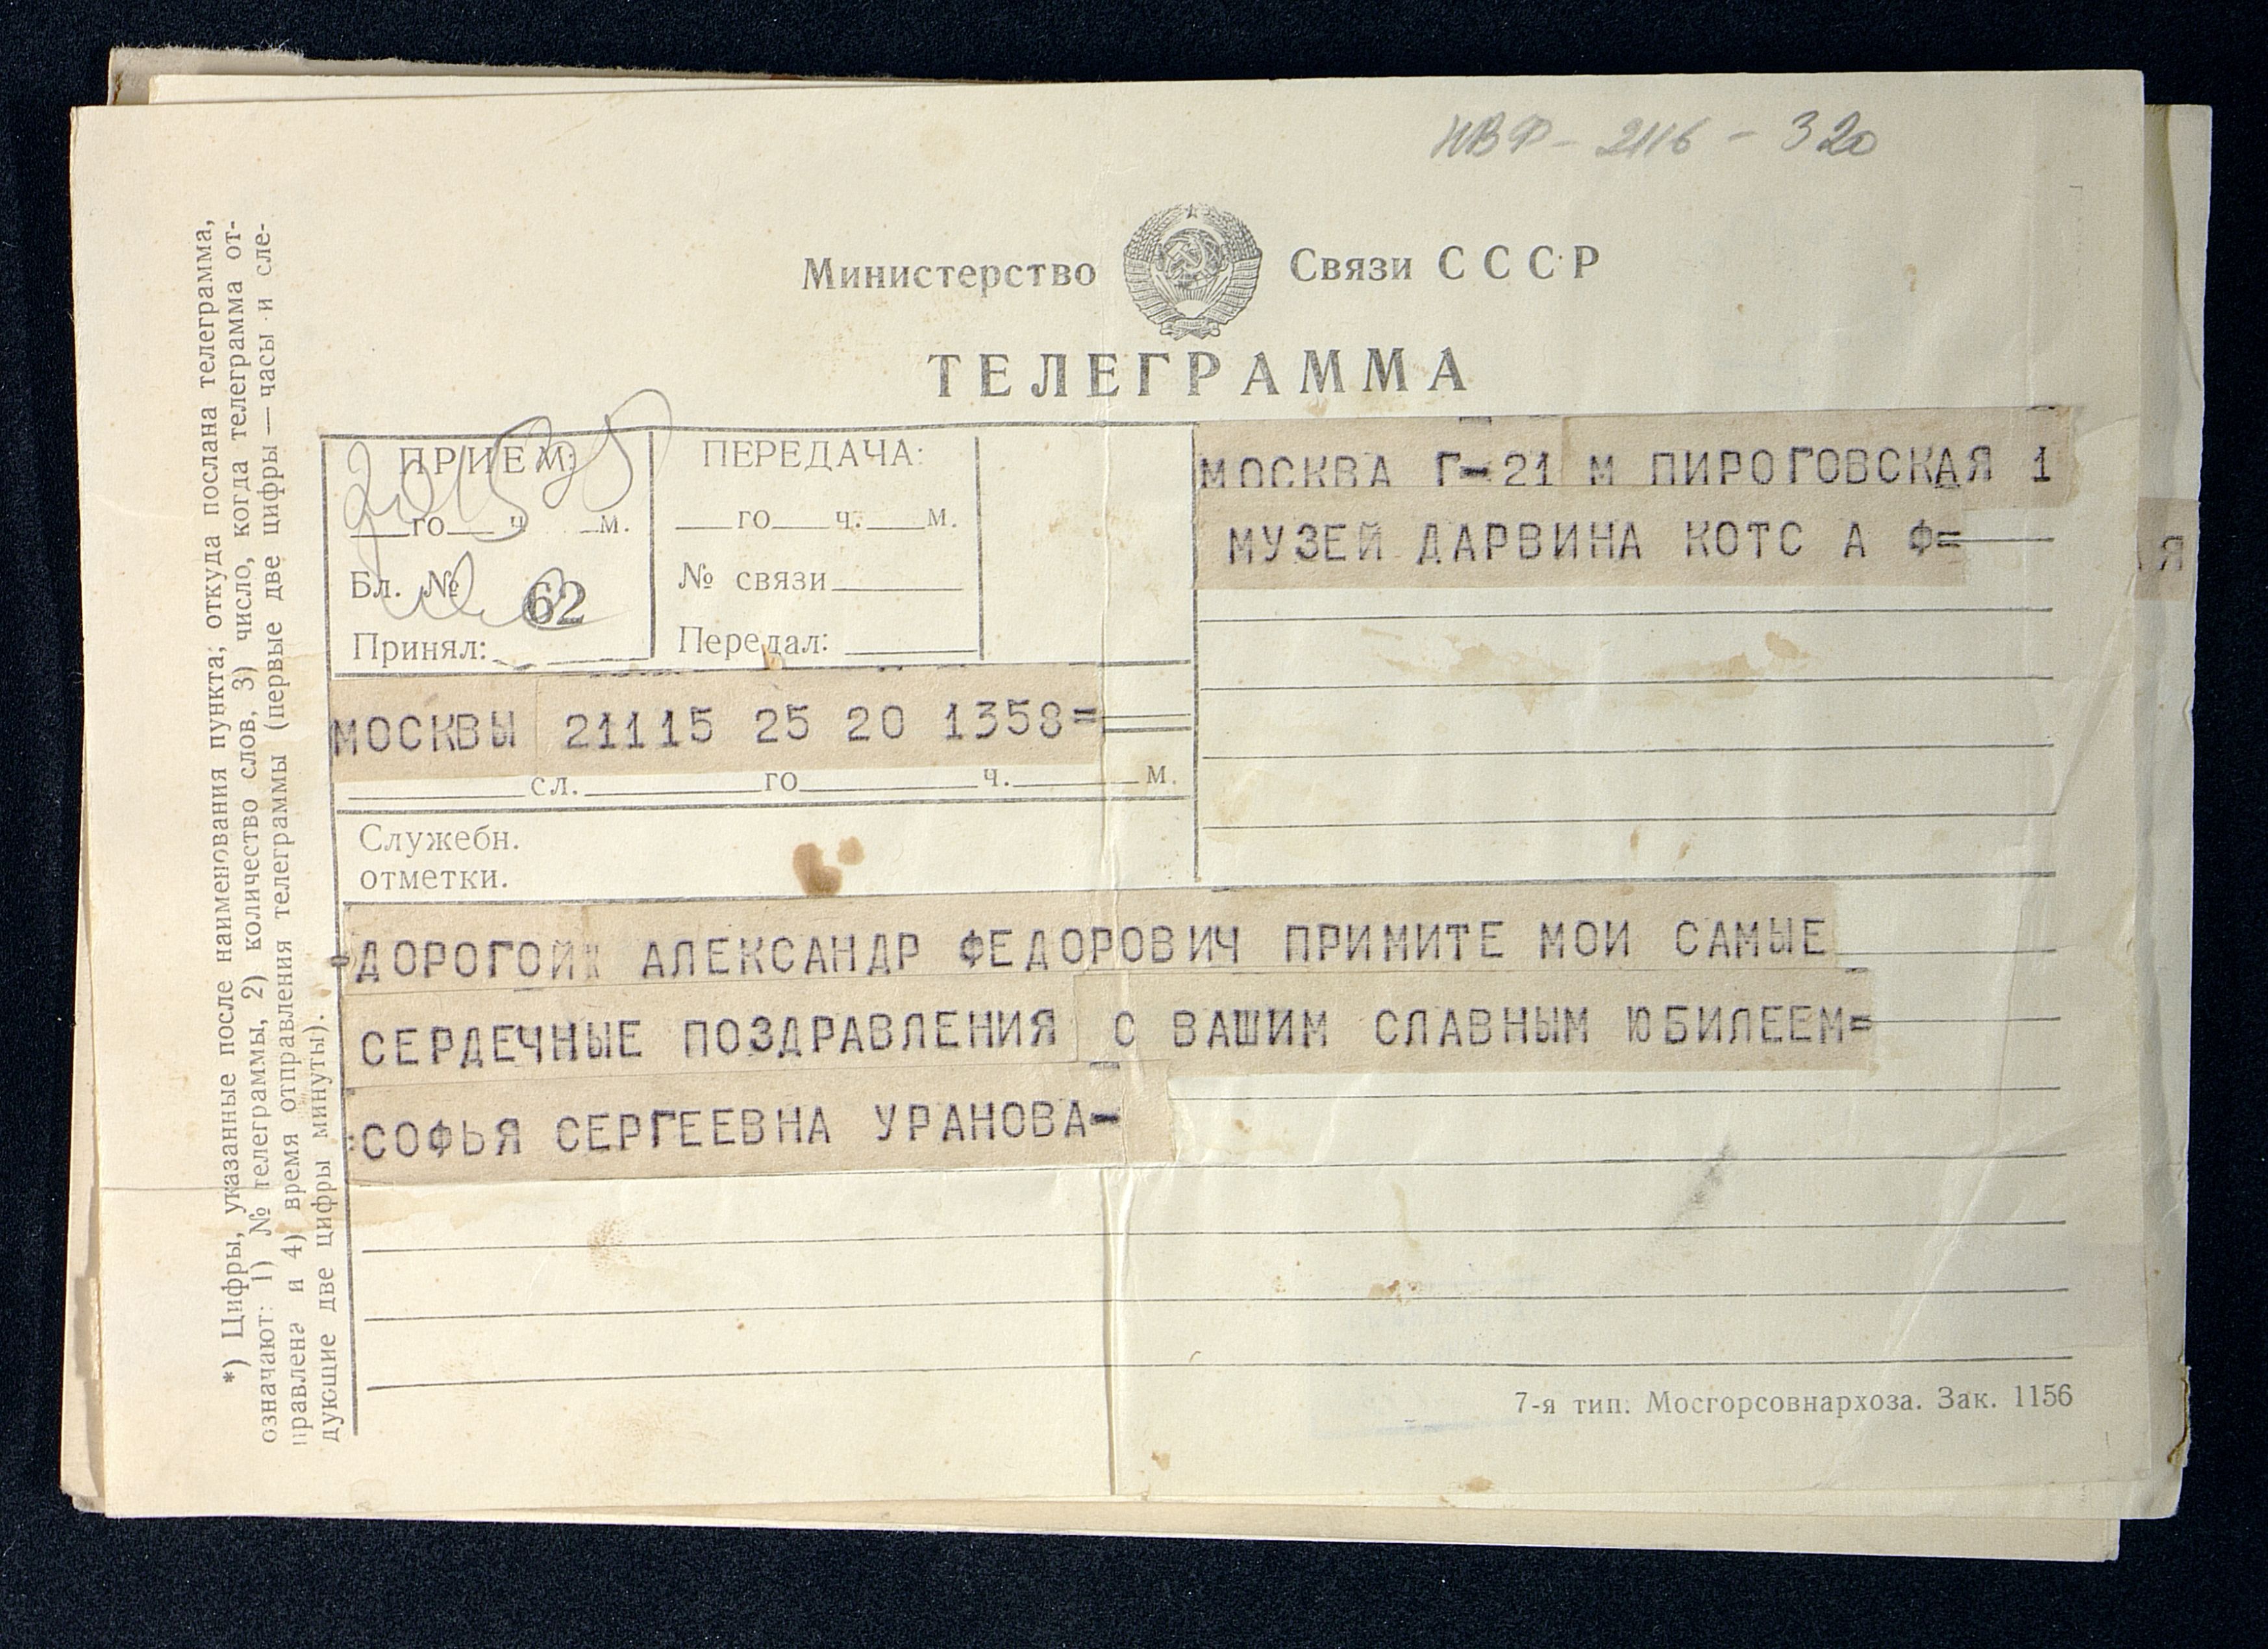 НВФ – 2116 – 320
Министерство Связи СССР
ТЕЛЕГРАММА
ПРИЕМ:
го ч м.
Бл. № 62
Принял:
ПЕРЕДАЧА:
го ч. м.
№ связи
Передал:
МОСКВА Г-21 М ПИРОГОВСКАЯ 1
МУЗЕЙ ДАРВИНА КОТС А Ф=
Я
МОСКВЫ 21115 25 20 1358=
сл. го ч. м.
Служебн.
отметки.
=ДОРОГОЙ АЛЕКСАНДР ФЕДОРОВИЧ ПРИМИТЕ МОИ САМЫЕ
СЕРДЕЧНЫЕ ПОЗДРАВЛЕНИЯ С ВАШИМ СЛАВНЫМ ЮБИЛЕЕМ=
:СОФЬЯ СЕРГЕЕВНА УРАНОВА-
7-я тип. Мосгорсовнархоза. Зак. 1156
*) Цифры, указанные после наименования пункта; откуда послана телеграмма,
означают: 1) № телеграммы, 2) количество слов, 3) число, когда телеграмма от-
правлена и 4) время отправления телеграммы (первые две цифры — часы и сле-
дующие две цифры минуты).